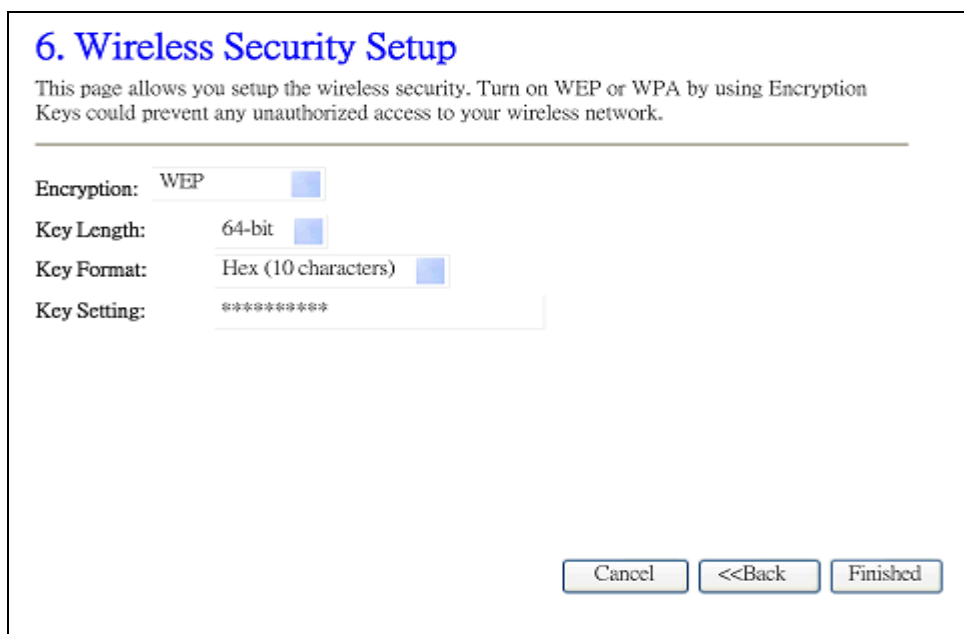 6. Wireless Security Setup
This page allows you setup the wireless security. Turn on WEP or WPA by using Encryption
Keys could prevent any unauthorized access to your wireless network.
Encryption: WEP
Key Length: 64-bit
Key Format: Hex (10 characters)
Key Setting: **********
Cancel <<Back Finished